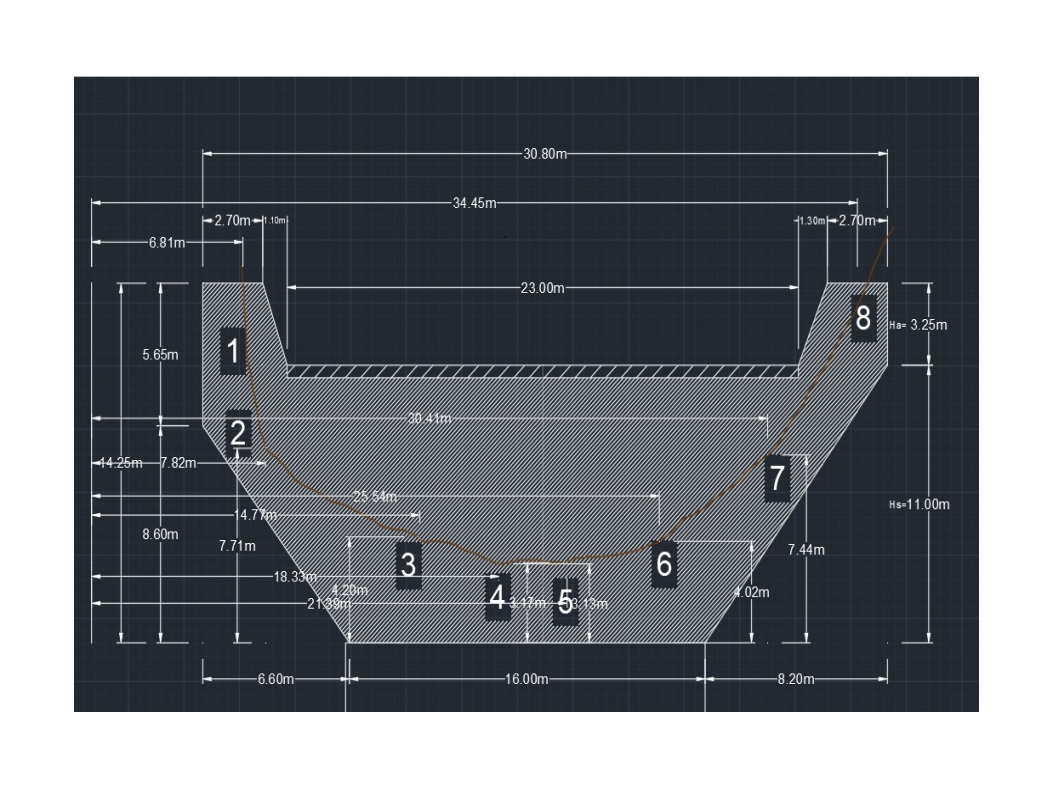 30.80m
34.45m
2.70m
1.10m
1.30m
2.70m
6.81m
23.00m
8
Ha= 3.25m
1
5.65m
30.41m
2
14.25m
7.82m
7
25.54m
Hs=11.00m
14.77m
8.60m
7.71m
7.44m
3
6
18.33m
4.20m
4
5
4.02m
21.39m
3.17m
3.13m
6.60m
16.00m
8.20m